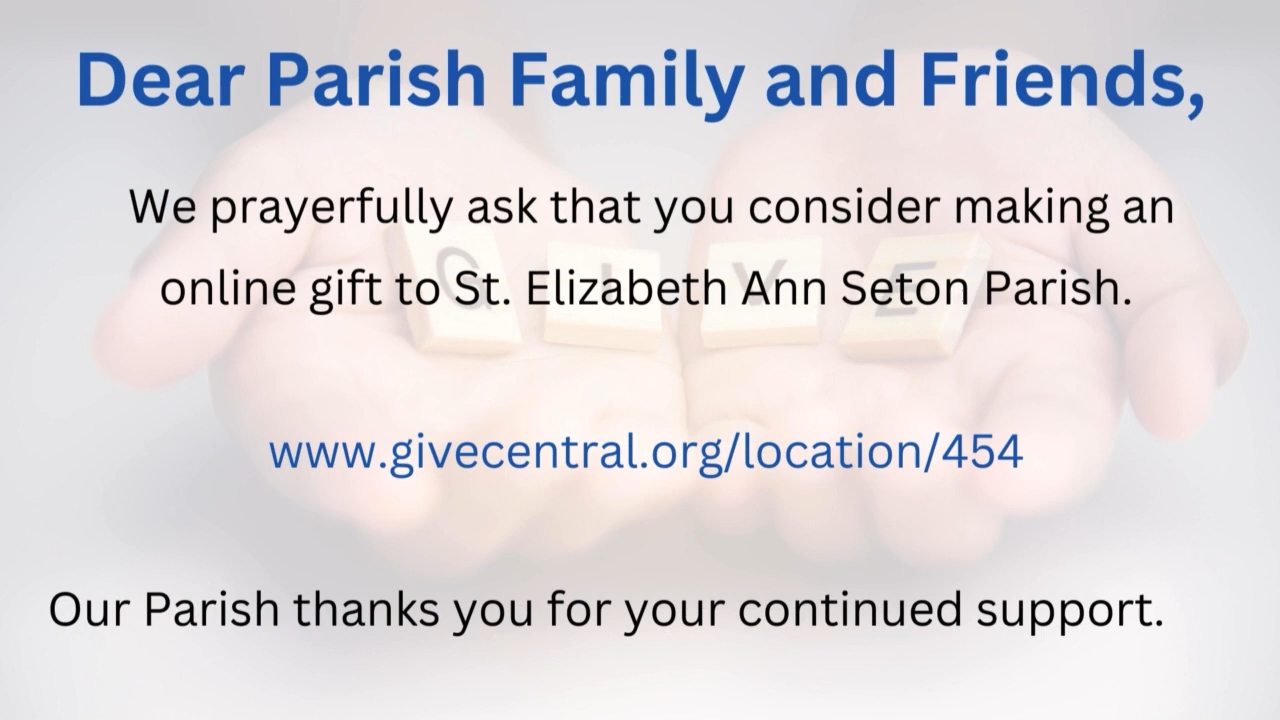 Dear Parish Family and Friends,
We prayerfully ask that you consider making an
online gift to St. Elizabeth Ann Seton Parish.
G I V E
www.givecentral.org/location/454
Our Parish thanks you for your continued support.